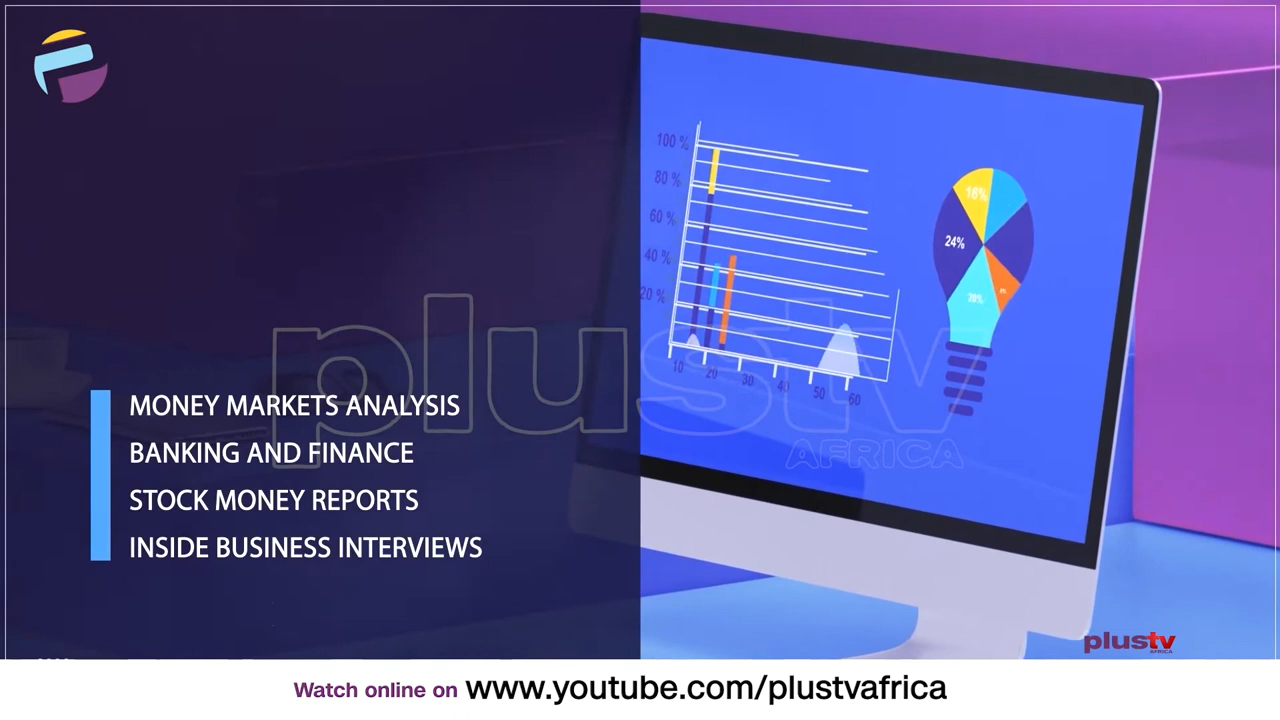 100 %
80 %
60 %
40 %
20 %
10 20 30 40 50 60
16%
24%
plustv
AFRICA
MONEY MARKETS ANALYSIS
BANKING AND FINANCE
STOCK MONEY REPORTS
INSIDE BUSINESS INTERVIEWS
plustv
AFRICA
Watch online on www.youtube.com/plustvafrica